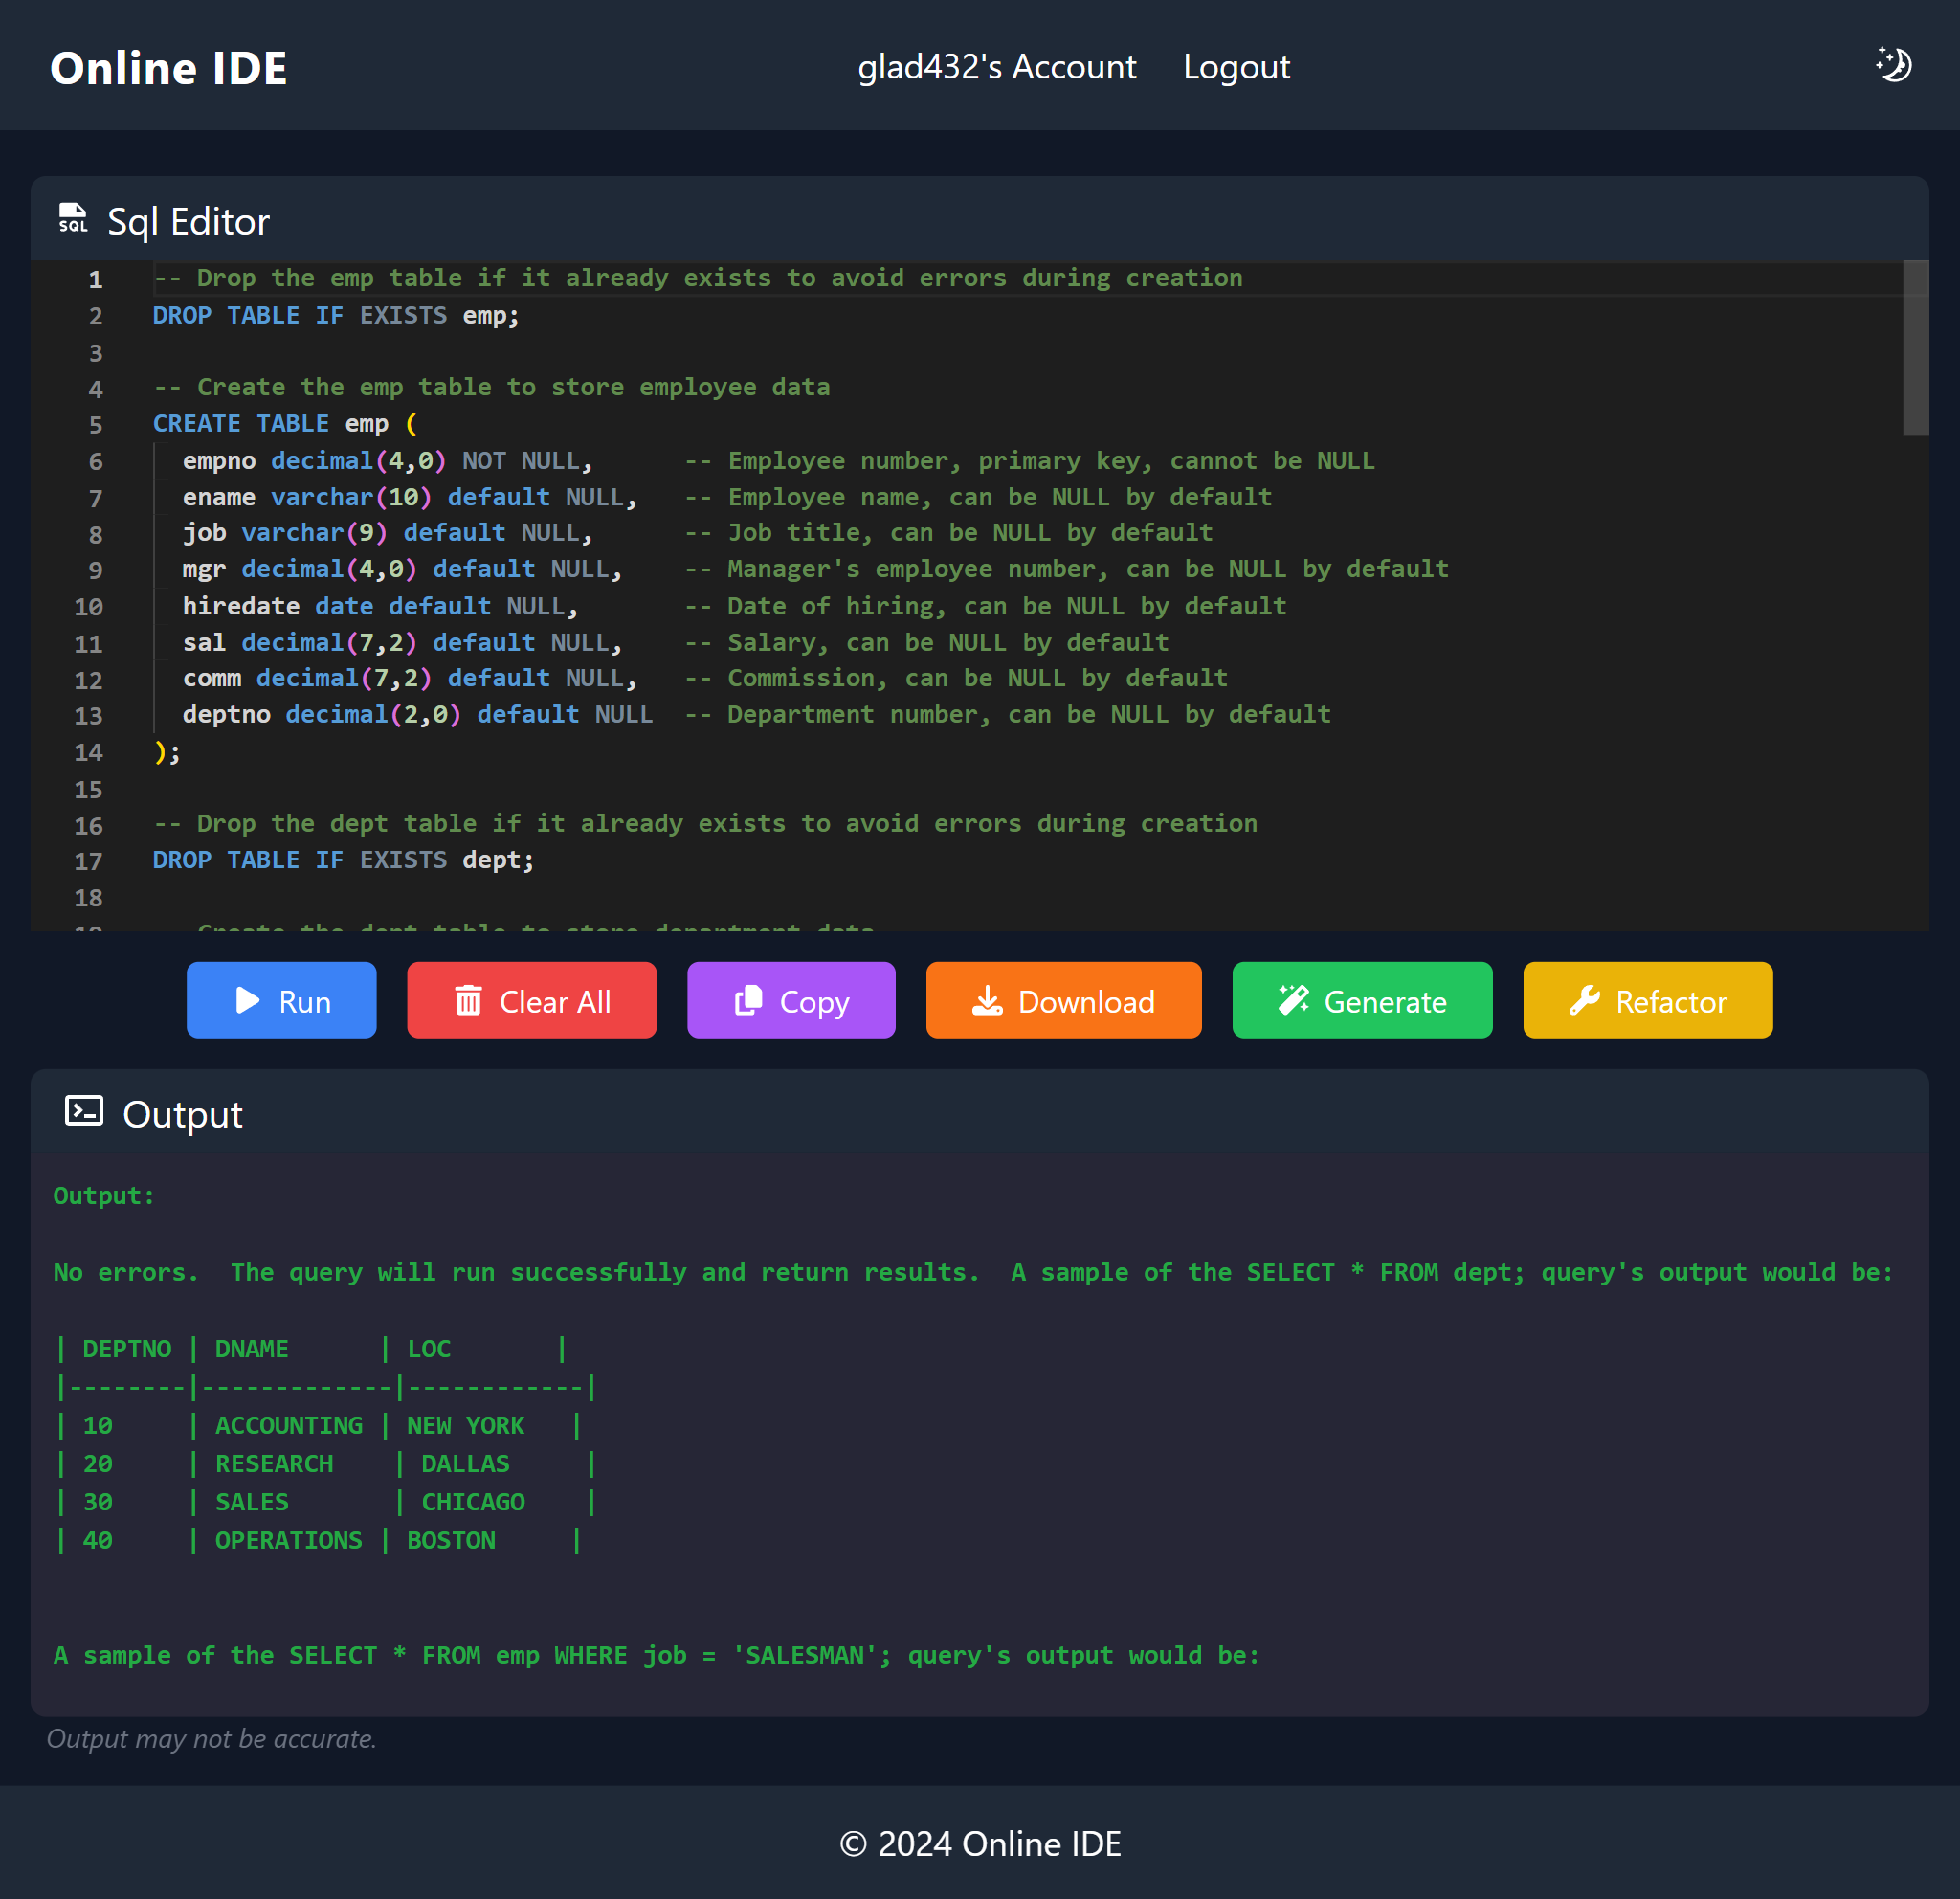 Online IDE
glad432's Account Logout
SQL Sql Editor
1 -- Drop the emp table if it already exists to avoid errors during creation
2 DROP TABLE IF EXISTS emp;
3
4 -- Create the emp table to store employee data
5 CREATE TABLE emp (
6   empno decimal(4,0) NOT NULL,      -- Employee number, primary key, cannot be NULL
7   ename varchar(10) default NULL,   -- Employee name, can be NULL by default
8   job varchar(9) default NULL,      -- Job title, can be NULL by default
9   mgr decimal(4,0) default NULL,    -- Manager's employee number, can be NULL by default
10   hiredate date default NULL,       -- Date of hiring, can be NULL by default
11   sal decimal(7,2) default NULL,    -- Salary, can be NULL by default
12   comm decimal(7,2) default NULL,   -- Commission, can be NULL by default
13   deptno decimal(2,0) default NULL  -- Department number, can be NULL by default
14 );
15
16 -- Drop the dept table if it already exists to avoid errors during creation
17 DROP TABLE IF EXISTS dept;
18
19 -- Create the dept table to store department data
Run Clear All Copy Download Generate Refactor
Output
Output:
No errors.  The query will run successfully and return results.  A sample of the SELECT * FROM dept; query's output would be:
| DEPTNO | DNAME      | LOC       |
|--------|-------------|------------|
| 10     | ACCOUNTING | NEW YORK   |
| 20     | RESEARCH    | DALLAS     |
| 30     | SALES       | CHICAGO    |
| 40     | OPERATIONS | BOSTON     |
A sample of the SELECT * FROM emp WHERE job = 'SALESMAN'; query's output would be:
Output may not be accurate.
© 2024 Online IDE